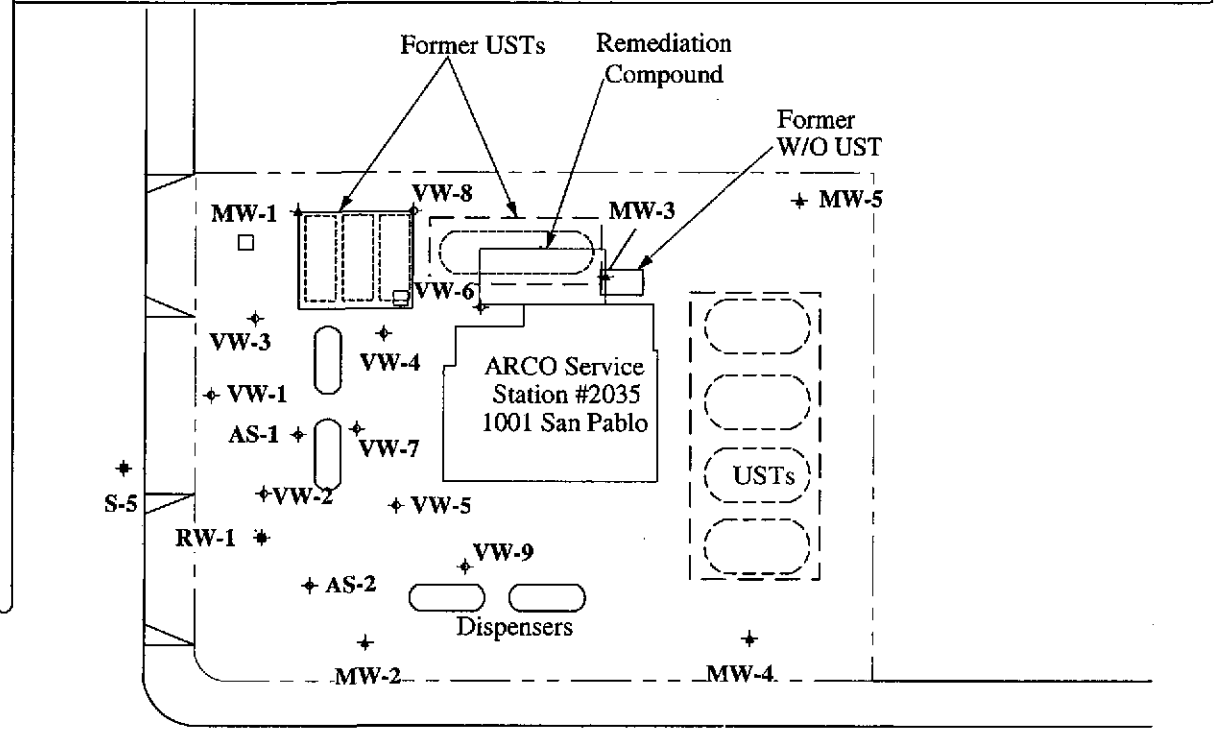 Former USTs
Remediation
Compound
Former
W/O UST
VW-8
MW-1
MW-3
MW-5
VW-6
VW-3
VW-4
ARCO Service
Station #2035
1001 San Pablo
VW-1
AS-1
VW-7
USTs
S-5
VW-2
VW-5
RW-1
VW-9
AS-2
Dispensers
MW-2
MW-4